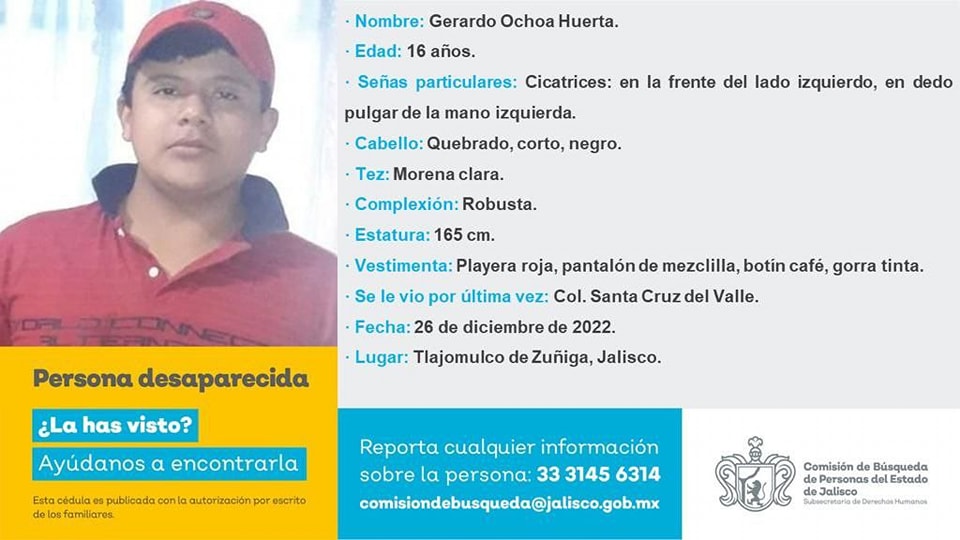 · Nombre: Gerardo Ochoa Huerta.
· Edad: 16 años.
· Señas particulares: Cicatrices: en la frente del lado izquierdo, en dedo
pulgar de la mano izquierda.
· Cabello: Quebrado, corto, negro.
· Tez: Morena clara.
· Complexión: Robusta.
· Estatura: 165 cm.
· Vestimenta: Playera roja, pantalón de mezclilla, botín café, gorra tinta.
· Se le vio por última vez: Col. Santa Cruz del Valle.
· Fecha: 26 de diciembre de 2022.
· Lugar: Tlajomulco de Zuñiga, Jalisco.
Persona desaparecida
¿La has visto?
Ayúdanos a encontrarla
Esta cédula es publicada con la autorización por escrito
de los familiares.
Reporta cualquier información
sobre la persona: 33 3145 6314
comisiondebusqueda@jalisco.gob.mx
Comisión de Búsqueda
de Personas del Estado
de Jalisco
Subsecretaría de Derechos Humanos